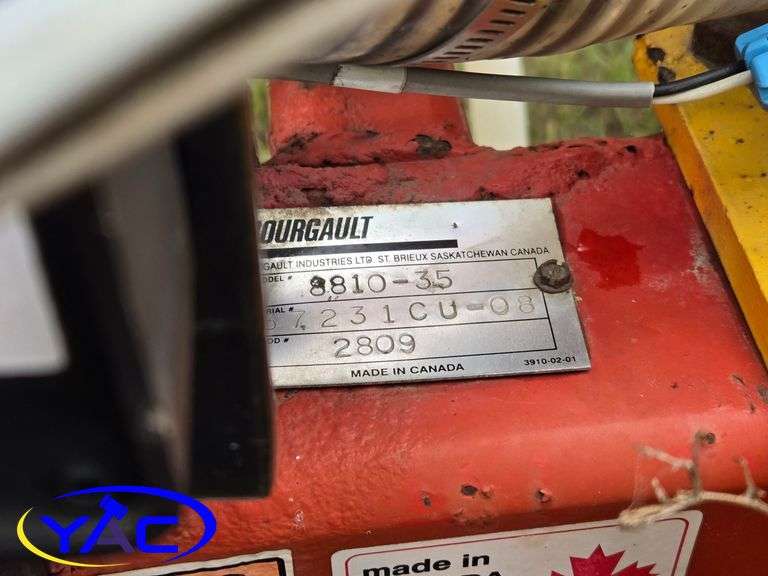 OURGAULT
GAULT INDUSTRIES LTD. ST. BRIEUX SASKATCHEWAN CANADA
ODEL # 8810-35
ERIAL # 37231CU-08
OD # 2809
MADE IN CANADA 3910-02-01
YAC
made in